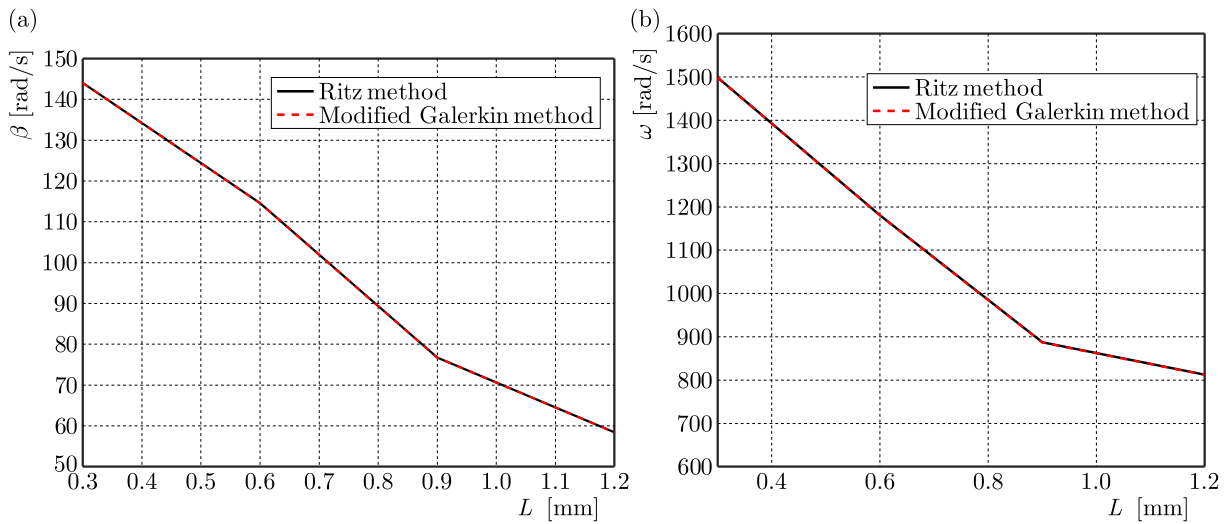 (a)
β [rad/s]
150
140
130
120
110
100
90
80
70
60
50
Ritz method
Modified Galerkin method
0.3 0.4 0.5 0.6 0.7 0.8 0.9 1.0 1.1 1.2
L [mm]
(b)
ω [rad/s]
1600
1500
1400
1300
1200
1100
1000
900
800
700
600
Ritz method
Modified Galerkin method
0.4 0.6 0.8 1.0 1.2
L [mm]